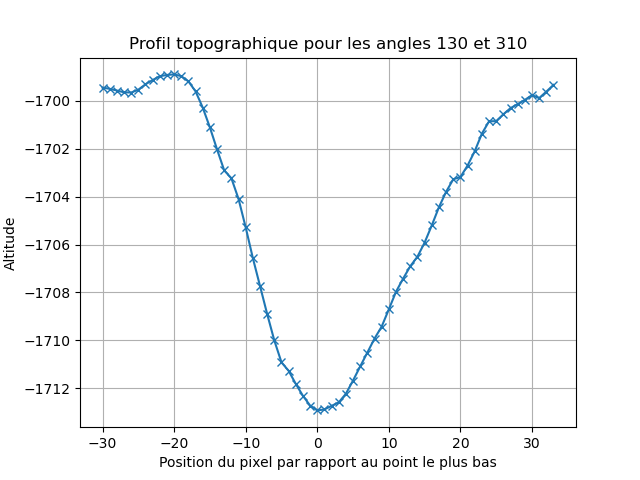 Profil topographique pour les angles 130 et 310
Altitude
−1700
−1702
−1704
−1706
−1708
−1710
−1712
−30 −20 −10 0 10 20 30
Position du pixel par rapport au point le plus bas